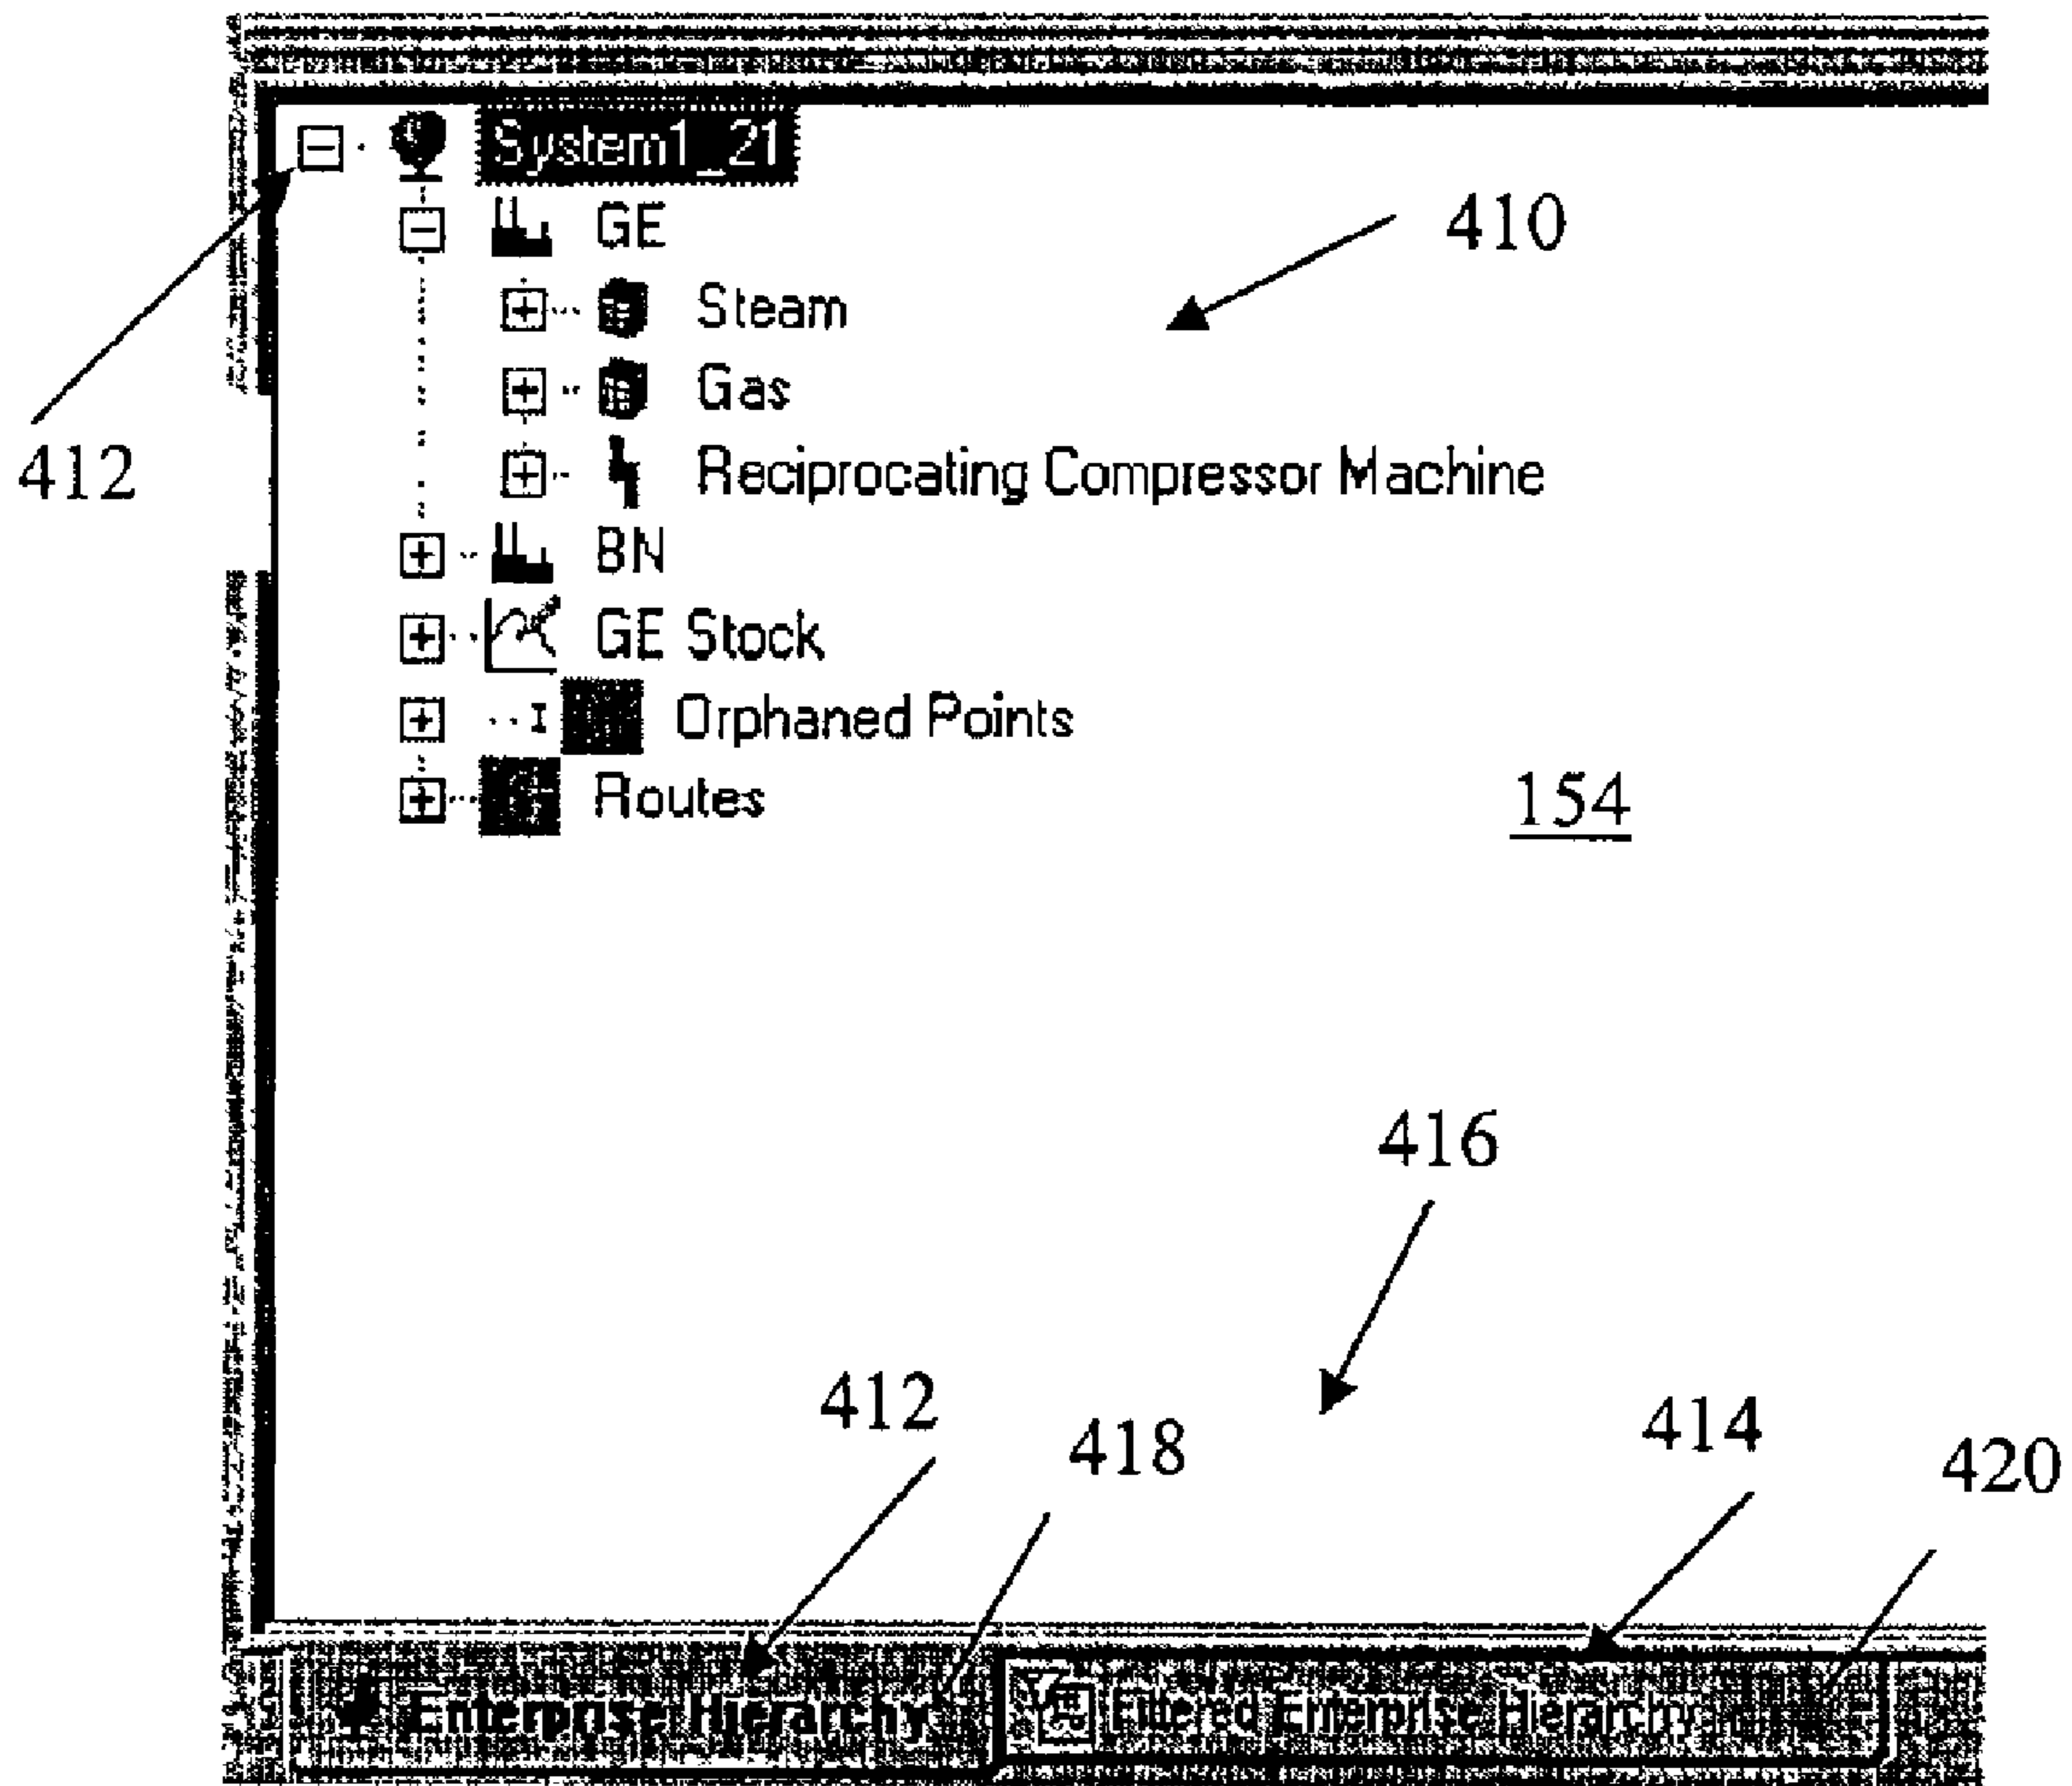 System1_21
GE
410
Steam
Gas
412
Reciprocating Compressor Machine
BN
GE Stock
Orphaned Points
Routes
154
416
412
418
414
420
Enterprise Hierarchy
Filtered Enterprise Hierarchy